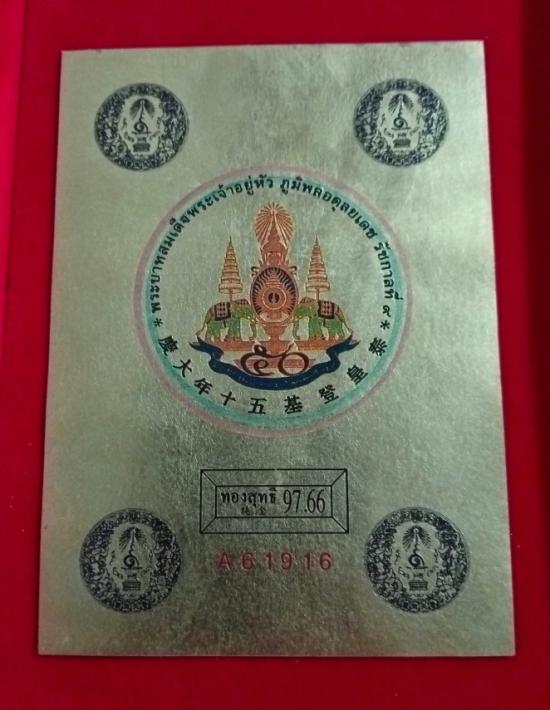 * พระบาทสมเด็จพระเจ้าอยู่หัว ภูมิพลอดุลยเดช รัชกาลที่ ๙ *
๕๐
慶大年十五基登皇泰
ทองสุทธิ 97.66
純金
A61916